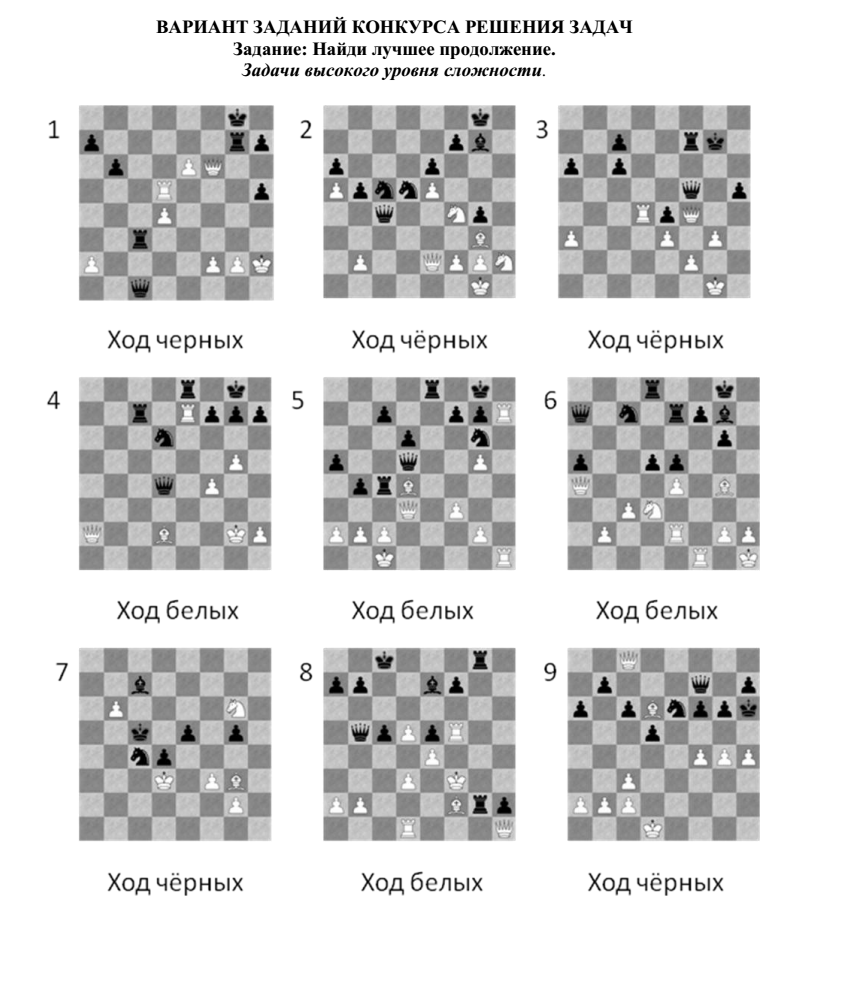 ВАРИАНТ ЗАДАНИЙ КОНКУРСА РЕШЕНИЯ ЗАДАЧ
Задание: Найди лучшее продолжение.
Задачи высокого уровня сложности.
1
2
3
Ход черных
Ход чёрных
Ход чёрных
4
5
6
Ход белых
Ход белых
Ход белых
7
8
9
Ход чёрных
Ход белых
Ход чёрных